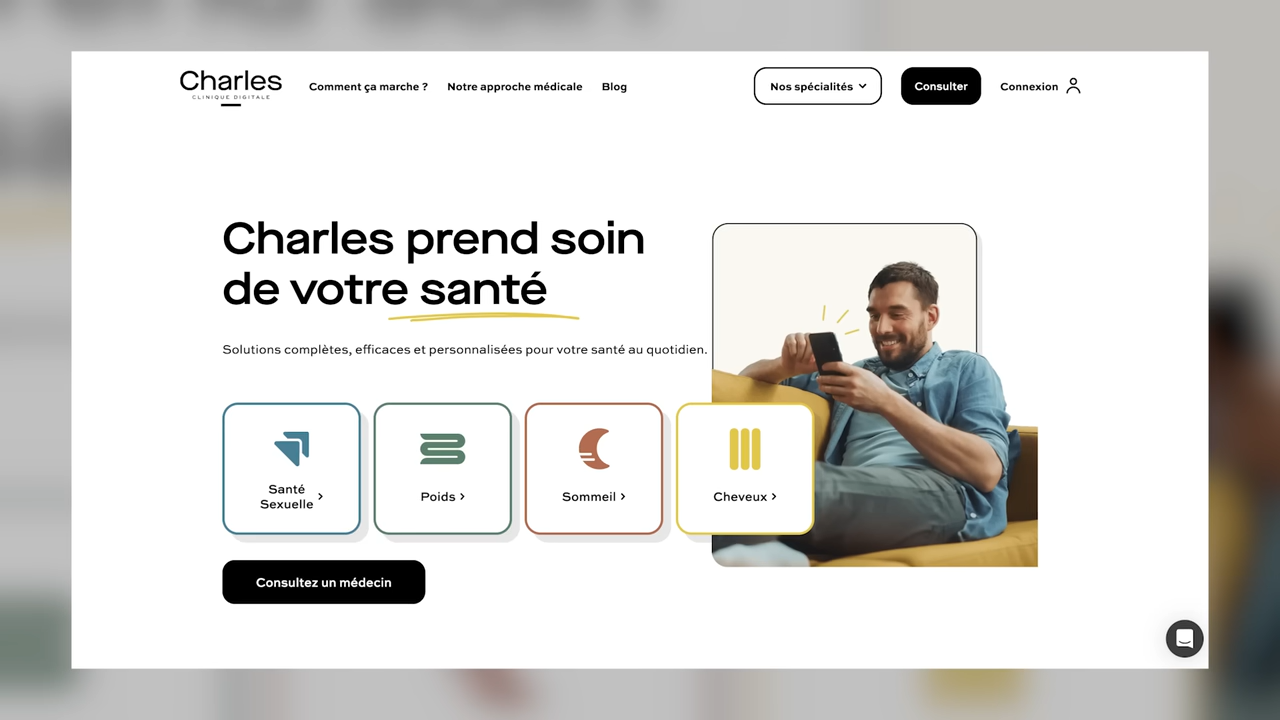 Charles
CLINIQUE DIGITALE
Comment ça marche ?
Notre approche médicale
Blog
Nos spécialités
Consulter
Connexion
Charles prend soin
de votre santé
Solutions complètes, efficaces et personnalisées pour votre santé au quotidien.
Santé
Sexuelle
Poids
Sommeil
Cheveux
Consultez un médecin